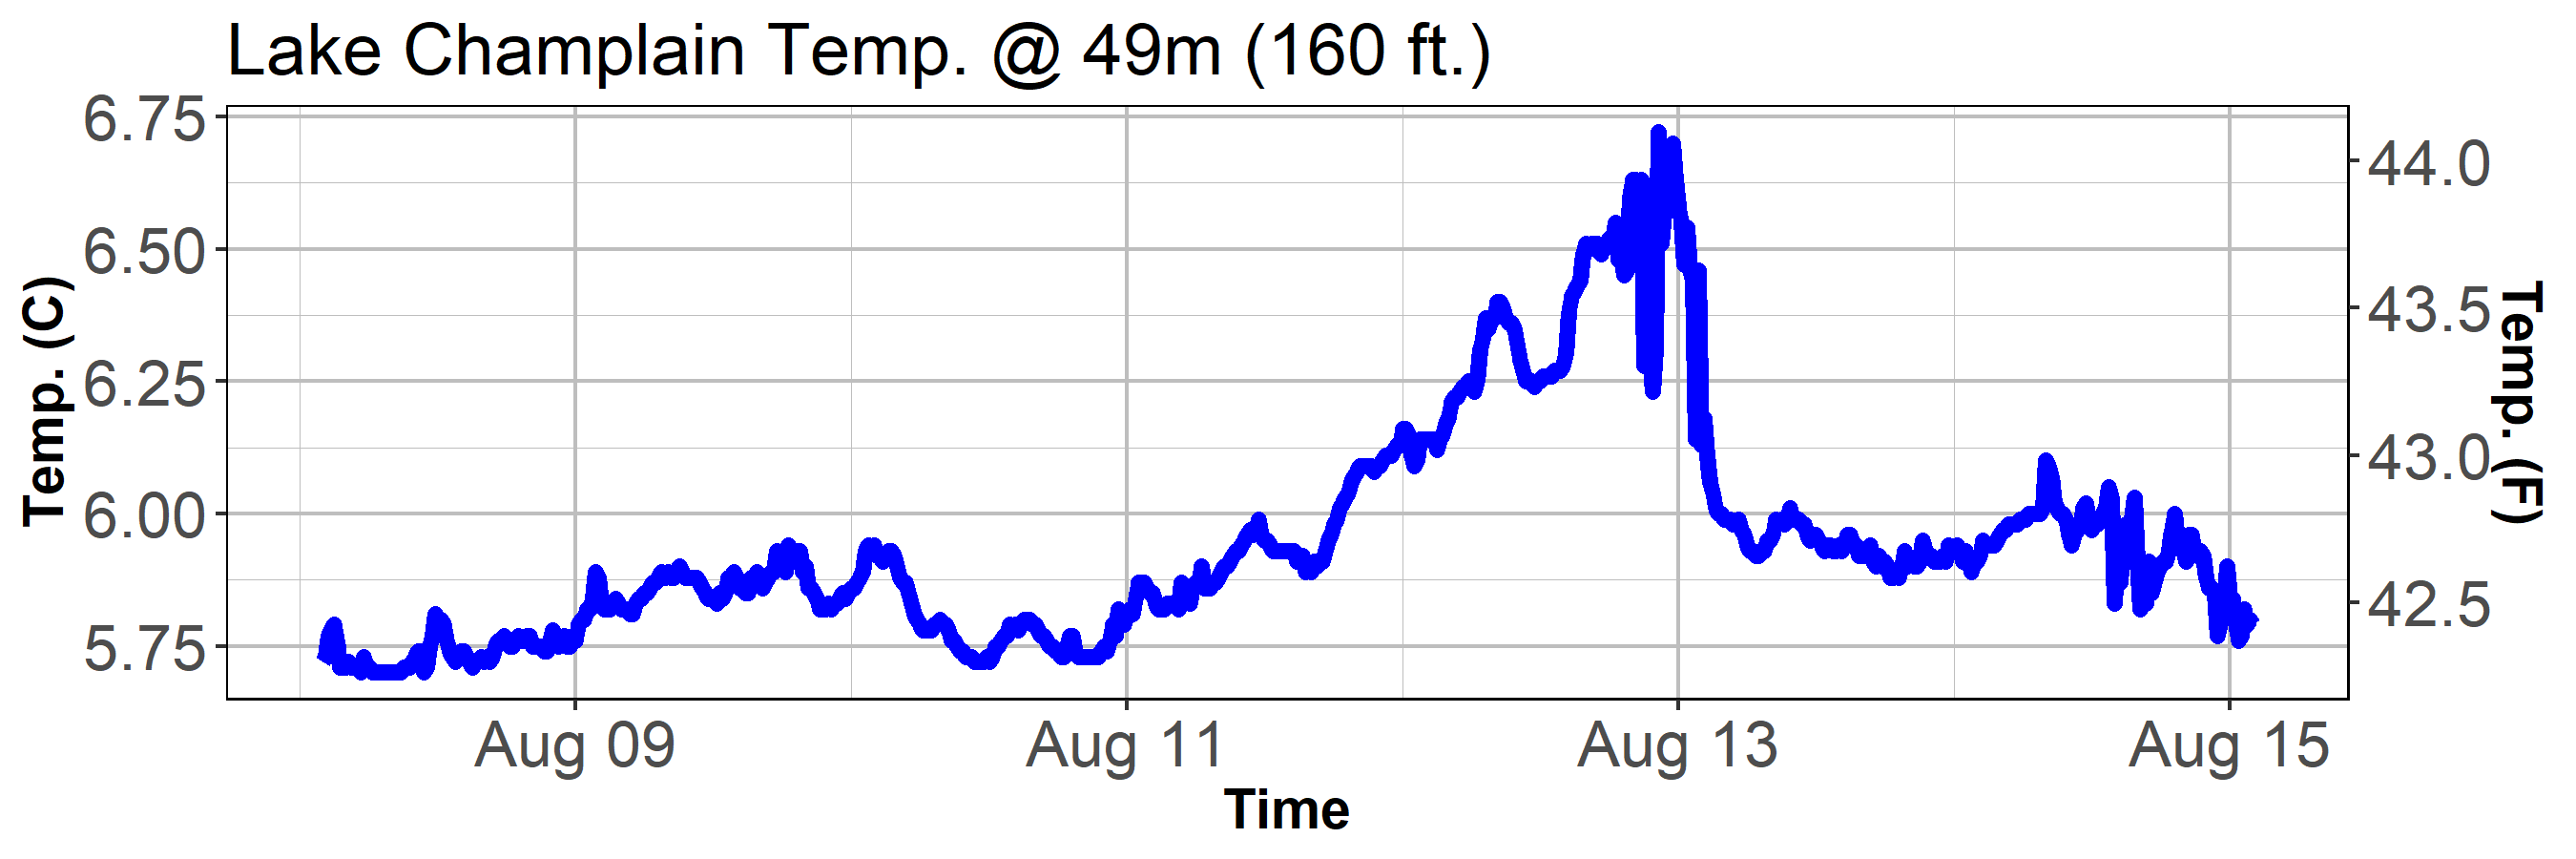 Lake Champlain Temp. @ 49m (160 ft.)
Temp. (C)
6.75
6.50
6.25
6.00
5.75
44.0
43.5
43.0
42.5
Temp. (F)
Aug 09
Aug 11
Aug 13
Aug 15
Time